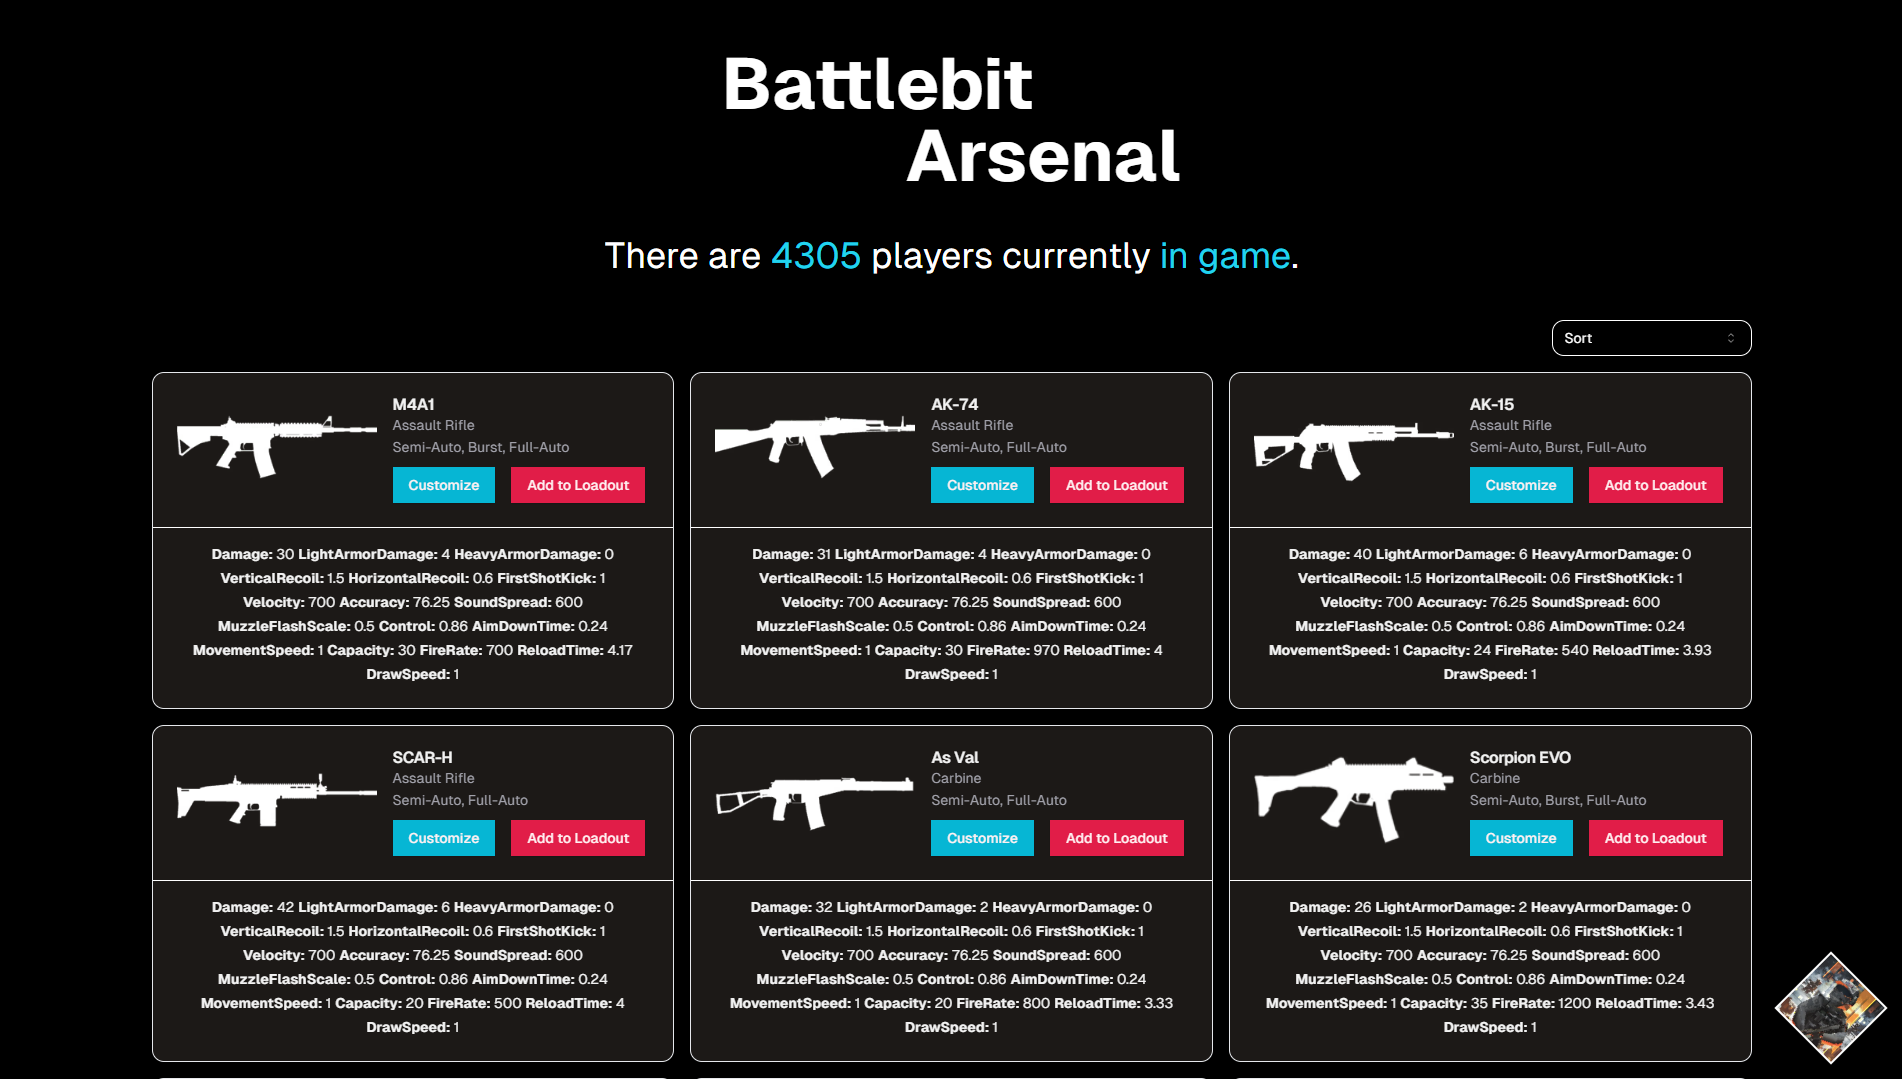 Battlebit
Arsenal
There are 4305 players currently in game.
Sort
M4A1
Assault Rifle
Semi-Auto, Burst, Full-Auto
Customize
Add to Loadout
Damage: 30 LightArmorDamage: 4 HeavyArmorDamage: 0
VerticalRecoil: 1.5 HorizontalRecoil: 0.6 FirstShotKick: 1
Velocity: 700 Accuracy: 76.25 SoundSpread: 600
MuzzleFlashScale: 0.5 Control: 0.86 AimDownTime: 0.24
MovementSpeed: 1 Capacity: 30 FireRate: 700 ReloadTime: 4.17
DrawSpeed: 1
AK-74
Assault Rifle
Semi-Auto, Full-Auto
Customize
Add to Loadout
Damage: 31 LightArmorDamage: 4 HeavyArmorDamage: 0
VerticalRecoil: 1.5 HorizontalRecoil: 0.6 FirstShotKick: 1
Velocity: 700 Accuracy: 76.25 SoundSpread: 600
MuzzleFlashScale: 0.5 Control: 0.86 AimDownTime: 0.24
MovementSpeed: 1 Capacity: 30 FireRate: 970 ReloadTime: 4
DrawSpeed: 1
AK-15
Assault Rifle
Semi-Auto, Burst, Full-Auto
Customize
Add to Loadout
Damage: 40 LightArmorDamage: 6 HeavyArmorDamage: 0
VerticalRecoil: 1.5 HorizontalRecoil: 0.6 FirstShotKick: 1
Velocity: 700 Accuracy: 76.25 SoundSpread: 600
MuzzleFlashScale: 0.5 Control: 0.86 AimDownTime: 0.24
MovementSpeed: 1 Capacity: 24 FireRate: 540 ReloadTime: 3.93
DrawSpeed: 1
SCAR-H
Assault Rifle
Semi-Auto, Full-Auto
Customize
Add to Loadout
Damage: 42 LightArmorDamage: 6 HeavyArmorDamage: 0
VerticalRecoil: 1.5 HorizontalRecoil: 0.6 FirstShotKick: 1
Velocity: 700 Accuracy: 76.25 SoundSpread: 600
MuzzleFlashScale: 0.5 Control: 0.86 AimDownTime: 0.24
MovementSpeed: 1 Capacity: 20 FireRate: 500 ReloadTime: 4
DrawSpeed: 1
As Val
Carbine
Semi-Auto, Full-Auto
Customize
Add to Loadout
Damage: 32 LightArmorDamage: 2 HeavyArmorDamage: 0
VerticalRecoil: 1.5 HorizontalRecoil: 0.6 FirstShotKick: 1
Velocity: 700 Accuracy: 76.25 SoundSpread: 600
MuzzleFlashScale: 0.5 Control: 0.86 AimDownTime: 0.24
MovementSpeed: 1 Capacity: 20 FireRate: 800 ReloadTime: 3.33
DrawSpeed: 1
Scorpion EVO
Carbine
Semi-Auto, Burst, Full-Auto
Customize
Add to Loadout
Damage: 26 LightArmorDamage: 2 HeavyArmorDamage: 0
VerticalRecoil: 1.5 HorizontalRecoil: 0.6 FirstShotKick: 1
Velocity: 700 Accuracy: 76.25 SoundSpread: 600
MuzzleFlashScale: 0.5 Control: 0.86 AimDownTime: 0.24
MovementSpeed: 1 Capacity: 35 FireRate: 1200 ReloadTime: 3.43
DrawSpeed: 1